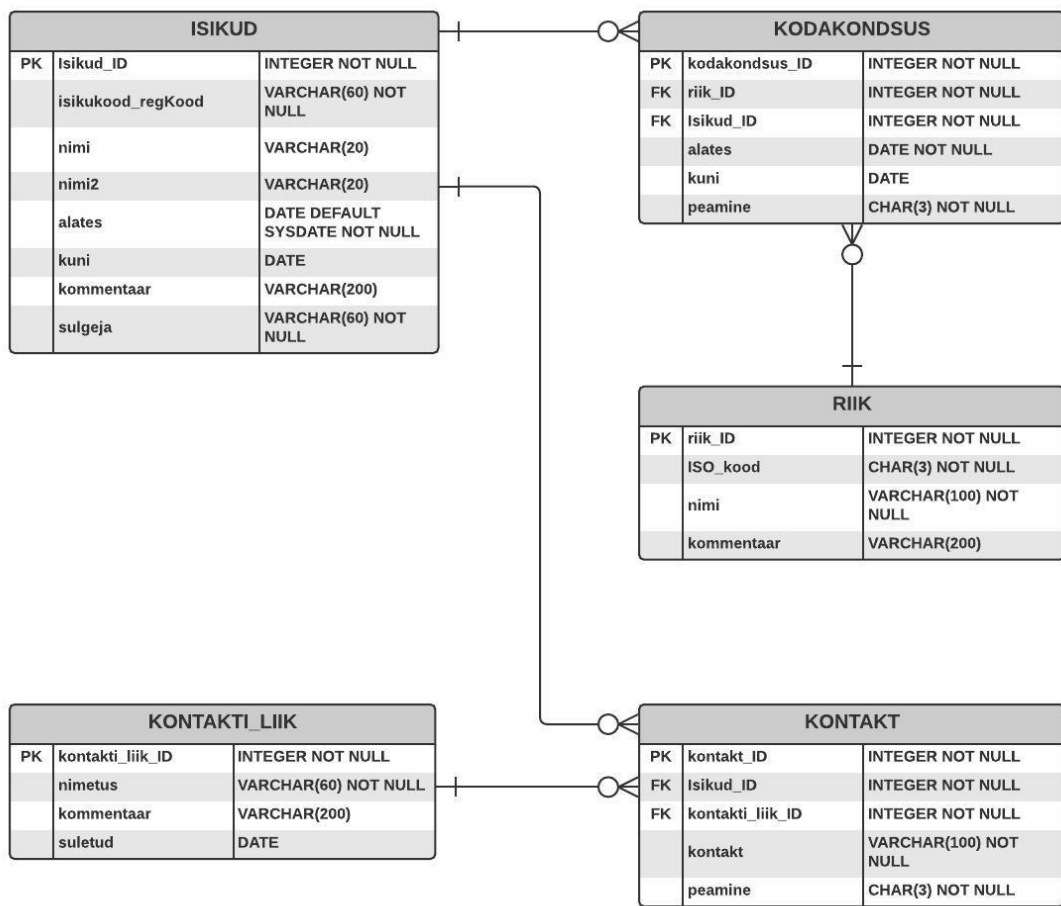 ISIKUD
PK Isikud_ID INTEGER NOT NULL
isikukood_regKood VARCHAR(60) NOT
NULL
nimi VARCHAR(20)
nimi2 VARCHAR(20)
alates DATE DEFAULT
SYSDATE NOT NULL
kuni DATE
kommentaar VARCHAR(200)
sulgeja VARCHAR(60) NOT
NULL
KODAKONDSUS
PK kodakondsus_ID INTEGER NOT NULL
FK riik_ID INTEGER NOT NULL
FK Isikud_ID INTEGER NOT NULL
alates DATE NOT NULL
kuni DATE
peamine CHAR(3) NOT NULL
RIIK
PK riik_ID INTEGER NOT NULL
ISO_kood CHAR(3) NOT NULL
nimi VARCHAR(100) NOT
NULL
kommentaar VARCHAR(200)
KONTAKTI_LIIK
PK kontakti_liik_ID INTEGER NOT NULL
nimetus VARCHAR(60) NOT NULL
kommentaar VARCHAR(200)
suletud DATE
KONTAKT
PK kontakt_ID INTEGER NOT NULL
FK Isikud_ID INTEGER NOT NULL
FK kontakti_liik_ID INTEGER NOT NULL
kontakt VARCHAR(100) NOT
NULL
peamine CHAR(3) NOT NULL